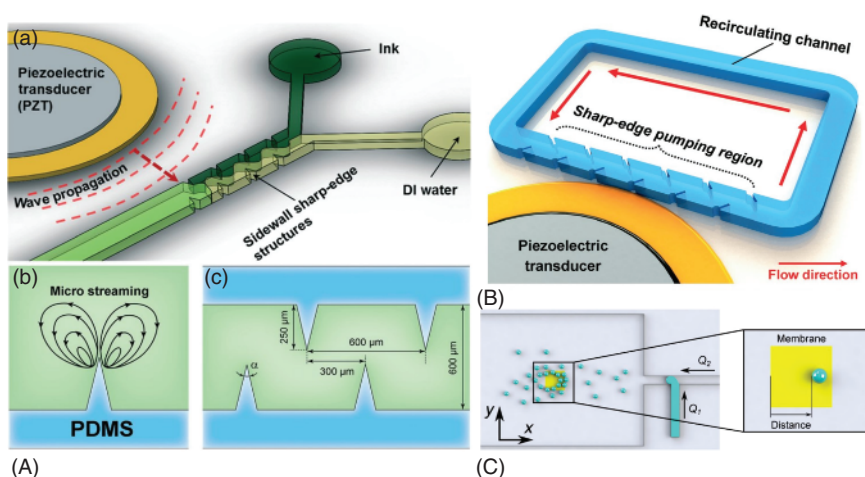 (a)
Piezoelectric
transducer
(PZT)
Ink
Wave propagation
DI water
Sidewall sharp-edge
structures
(b)
Micro streaming
PDMS
(c)
250 µm
600 µm
300 µm
α
600 µm
(A)
Recirculating channel
Sharp-edge pumping region
Piezoelectric
transducer
Flow direction
(B)
Membrane
Q2
Q1
y
x
Distance
(C)